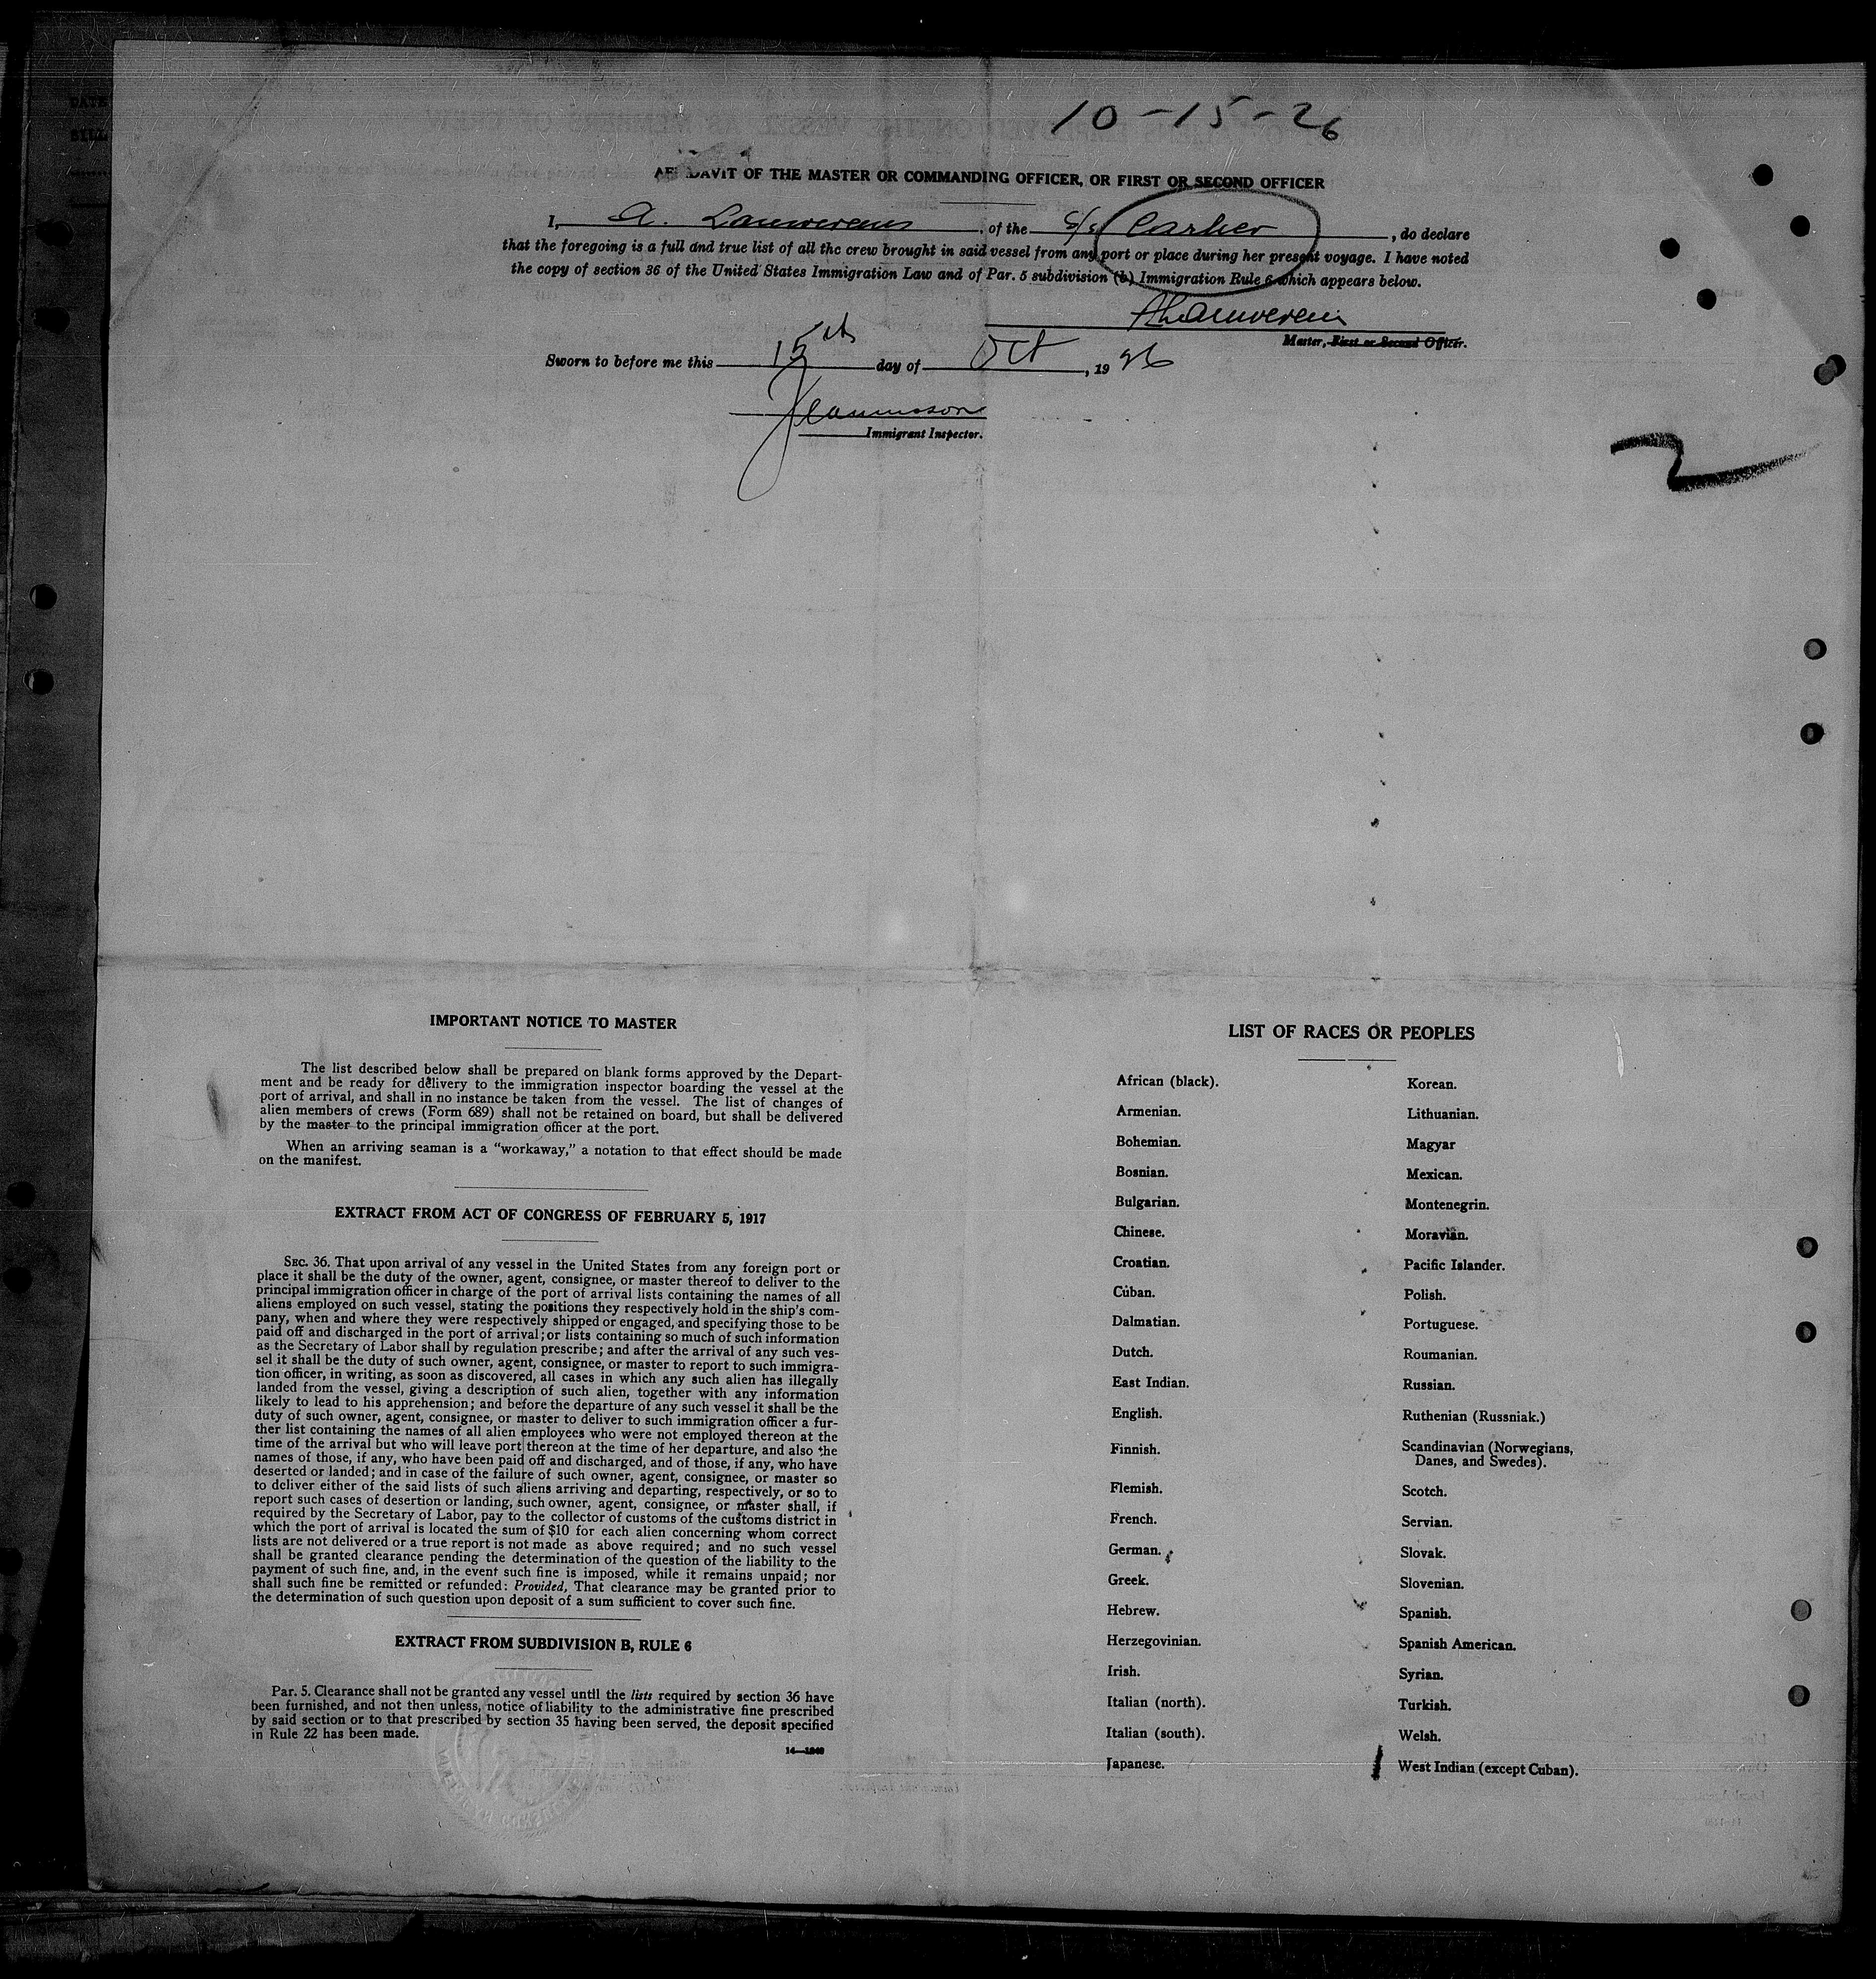 10-15-26
AFFIDAVIT OF THE MASTER OR COMMANDING OFFICER, OR FIRST OR SECOND OFFICER
I, A. Lauwereins, of the S/S Carlier, do declare
that the foregoing is a full and true list of all the crew brought in said vessel from any port or place during her present voyage. I have noted
the copy of section 36 of the United States Immigration Law and of Par. 5 subdivision (b) Immigration Rule 6 which appears below.
ALauwereins
Master, First or Second Officer.
Sworn to before me this 15th day of Oct, 1926
Immigrant Inspector.
IMPORTANT NOTICE TO MASTER
The list described below shall be prepared on blank forms approved by the Depart-
ment and be ready for delivery to the immigration inspector boarding the vessel at the
port of arrival, and shall in no instance be taken from the vessel. The list of changes of
alien members of crews (Form 689) shall not be retained on board, but shall be delivered
by the master to the principal immigration officer at the port.
When an arriving seaman is a "workaway," a notation to that effect should be made
on the manifest.
EXTRACT FROM ACT OF CONGRESS OF FEBRUARY 5, 1917
SEC. 36. That upon arrival of any vessel in the United States from any foreign port or
place it shall be the duty of the owner, agent, consignee, or master thereof to deliver to the
principal immigration officer in charge of the port of arrival lists containing the names of all
aliens employed on such vessel, stating the positions they respectively hold in the ship's com-
pany, when and where they were respectively shipped or engaged, and specifying those to be
paid off and discharged in the port of arrival; or lists containing so much of such information
as the Secretary of Labor shall by regulation prescribe; and after the arrival of any such ves-
sel it shall be the duty of such owner, agent, consignee, or master to report to such immigra-
tion officer, in writing, as soon as discovered, all cases in which any such alien has illegally
landed from the vessel, giving a description of such alien, together with any information
likely to lead to his apprehension; and before the departure of any such vessel it shall be the
duty of such owner, agent, consignee, or master to deliver to such immigration officer a fur-
ther list containing the names of all alien employees who were not employed thereon at the
time of the arrival but who will leave port thereon at the time of her departure, and also the
names of those, if any, who have been paid off and discharged, and of those, if any, who have
deserted or landed; and in case of the failure of such owner, agent, consignee, or master so
to deliver either of the said lists of such aliens arriving and departing, respectively, or so to
report such cases of desertion or landing, such owner, agent, consignee, or master shall, if
required by the Secretary of Labor, pay to the collector of customs of the customs district in
which the port of arrival is located the sum of $10 for each alien concerning whom correct
lists are not delivered or a true report is not made as above required; and no such vessel
shall be granted clearance pending the determination of the question of the liability to the
payment of such fine, and, in the event such fine is imposed, while it remains unpaid; nor
shall such fine be remitted or refunded: Provided, That clearance may be granted prior to
the determination of such question upon deposit of a sum sufficient to cover such fine.
EXTRACT FROM SUBDIVISION B, RULE 6
Par. 5. Clearance shall not be granted any vessel until the lists required by section 36 have
been furnished, and not then unless, notice of liability to the administrative fine prescribed
by said section or to that prescribed by section 35 having been served, the deposit specified
in Rule 22 has been made.
LIST OF RACES OR PEOPLES
African (black).
Armenian.
Bohemian.
Bosnian.
Bulgarian.
Chinese.
Croatian.
Cuban.
Dalmatian.
Dutch.
East Indian.
English.
Finnish.
Flemish.
French.
German.
Greek.
Hebrew.
Herzegovinian.
Irish.
Italian (north).
Italian (south).
Japanese.
Korean.
Lithuanian.
Magyar
Mexican.
Montenegrin.
Moravian.
Pacific Islander.
Polish.
Portuguese.
Roumanian.
Russian.
Ruthenian (Russniak.)
Scandinavian (Norwegians,
Danes, and Swedes).
Scotch.
Servian.
Slovak.
Slovenian.
Spanish.
Spanish American.
Syrian.
Turkish.
Welsh.
West Indian (except Cuban).